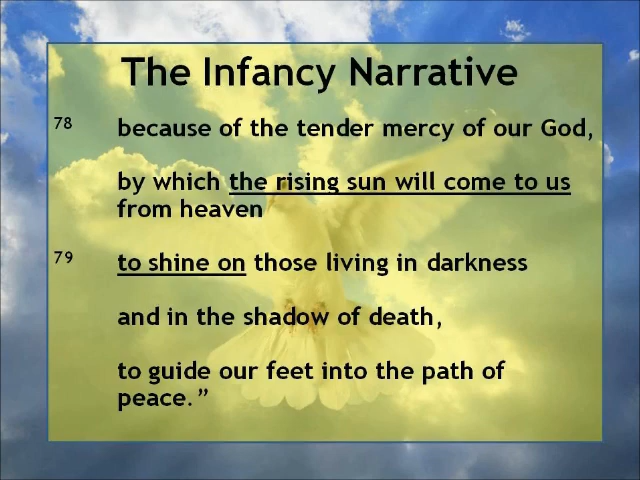 The Infancy Narrative
78 because of the tender mercy of our God,
by which the rising sun will come to us
from heaven
79 to shine on those living in darkness
and in the shadow of death,
to guide our feet into the path of
peace.”